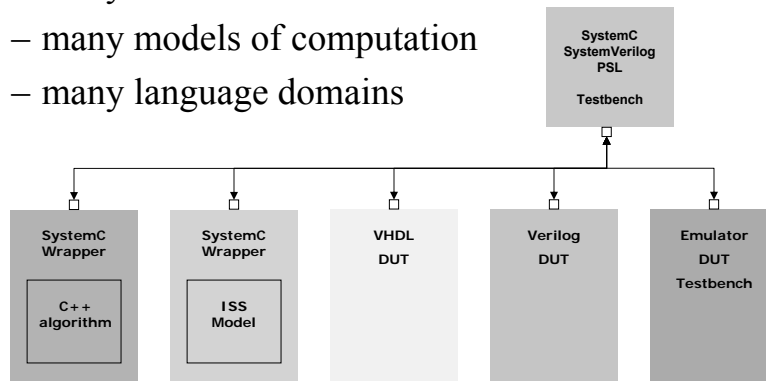 – many models of computation
– many language domains
SystemC
SystemVerilog
PSL
Testbench
SystemC
Wrapper
C++
algorithm
SystemC
Wrapper
ISS
Model
VHDL
DUT
Verilog
DUT
Emulator
DUT
Testbench